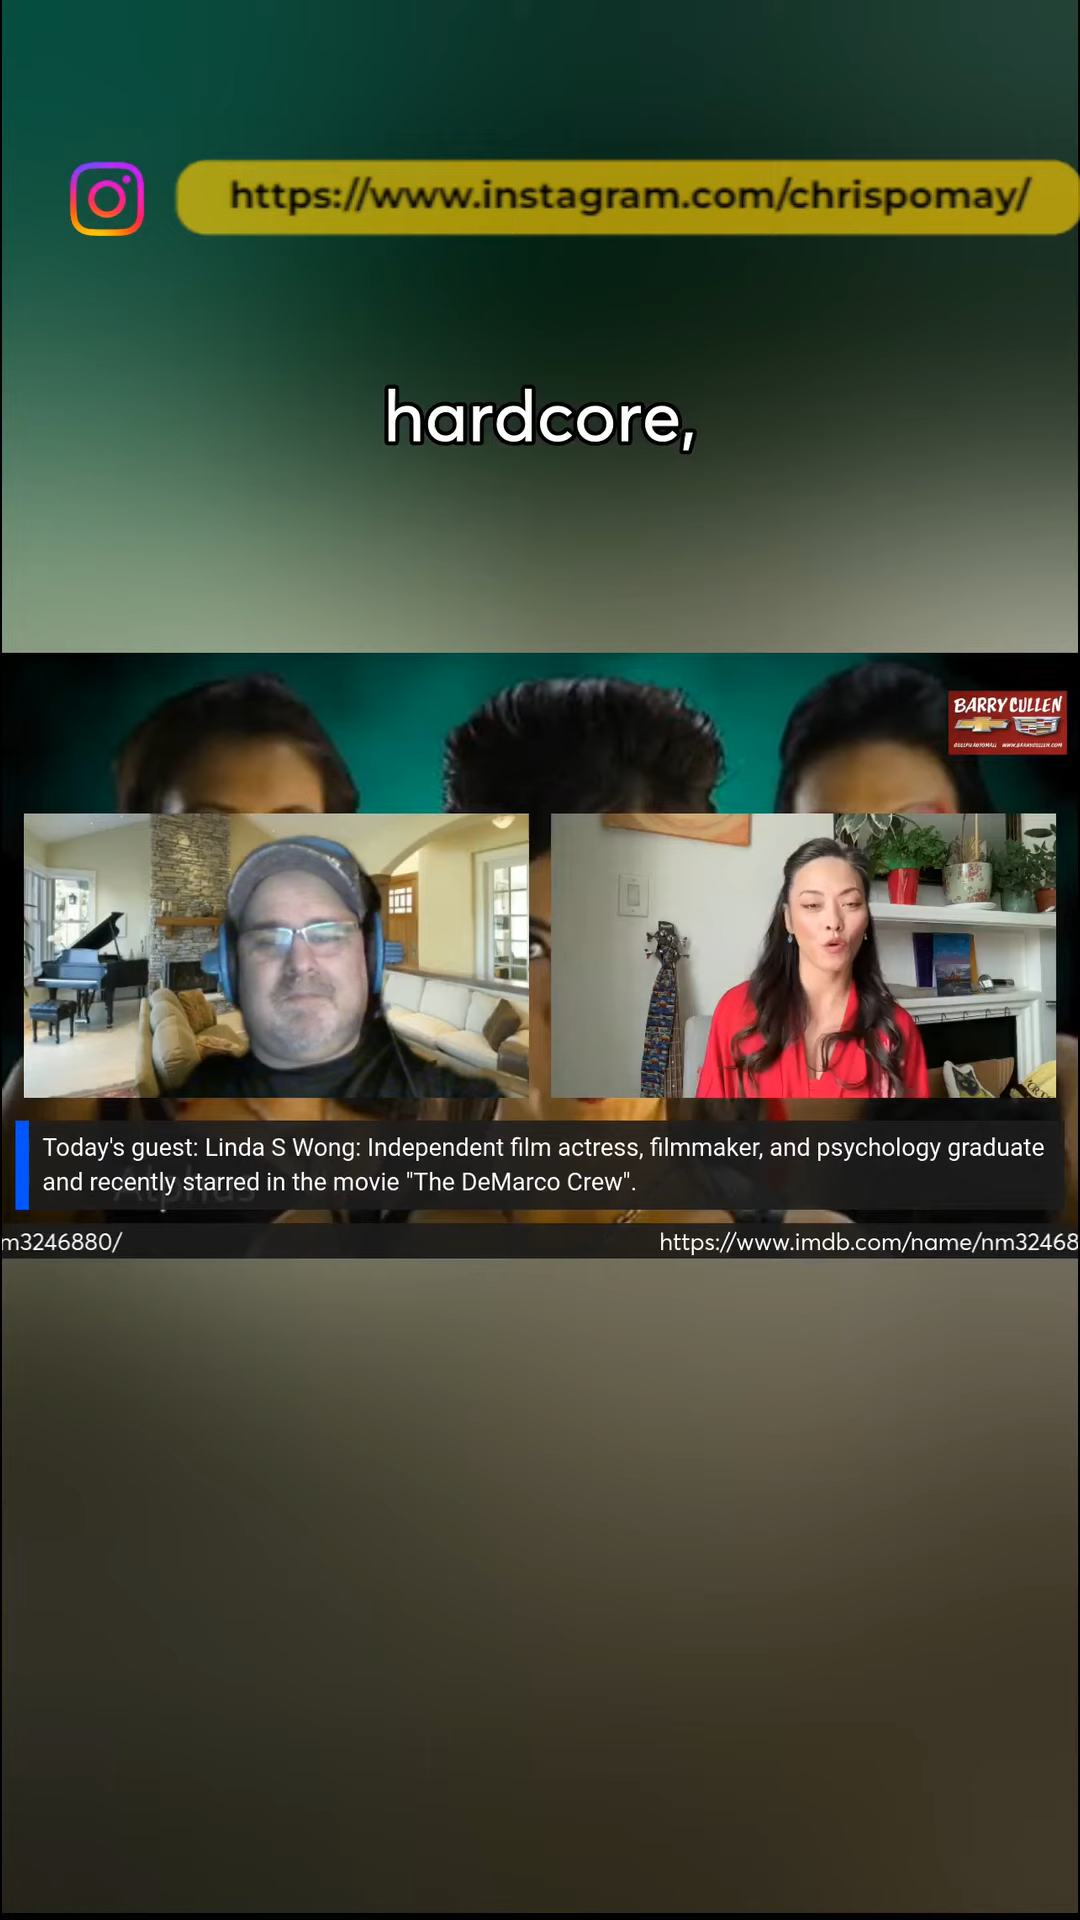 https://www.instagram.com/chrispomay/
hardcore,
BARRY CULLEN
Today's guest: Linda S Wong: Independent film actress, filmmaker, and psychology graduate
and recently starred in the movie "The DeMarco Crew".
m3246880/
https://www.imdb.com/name/nm32468